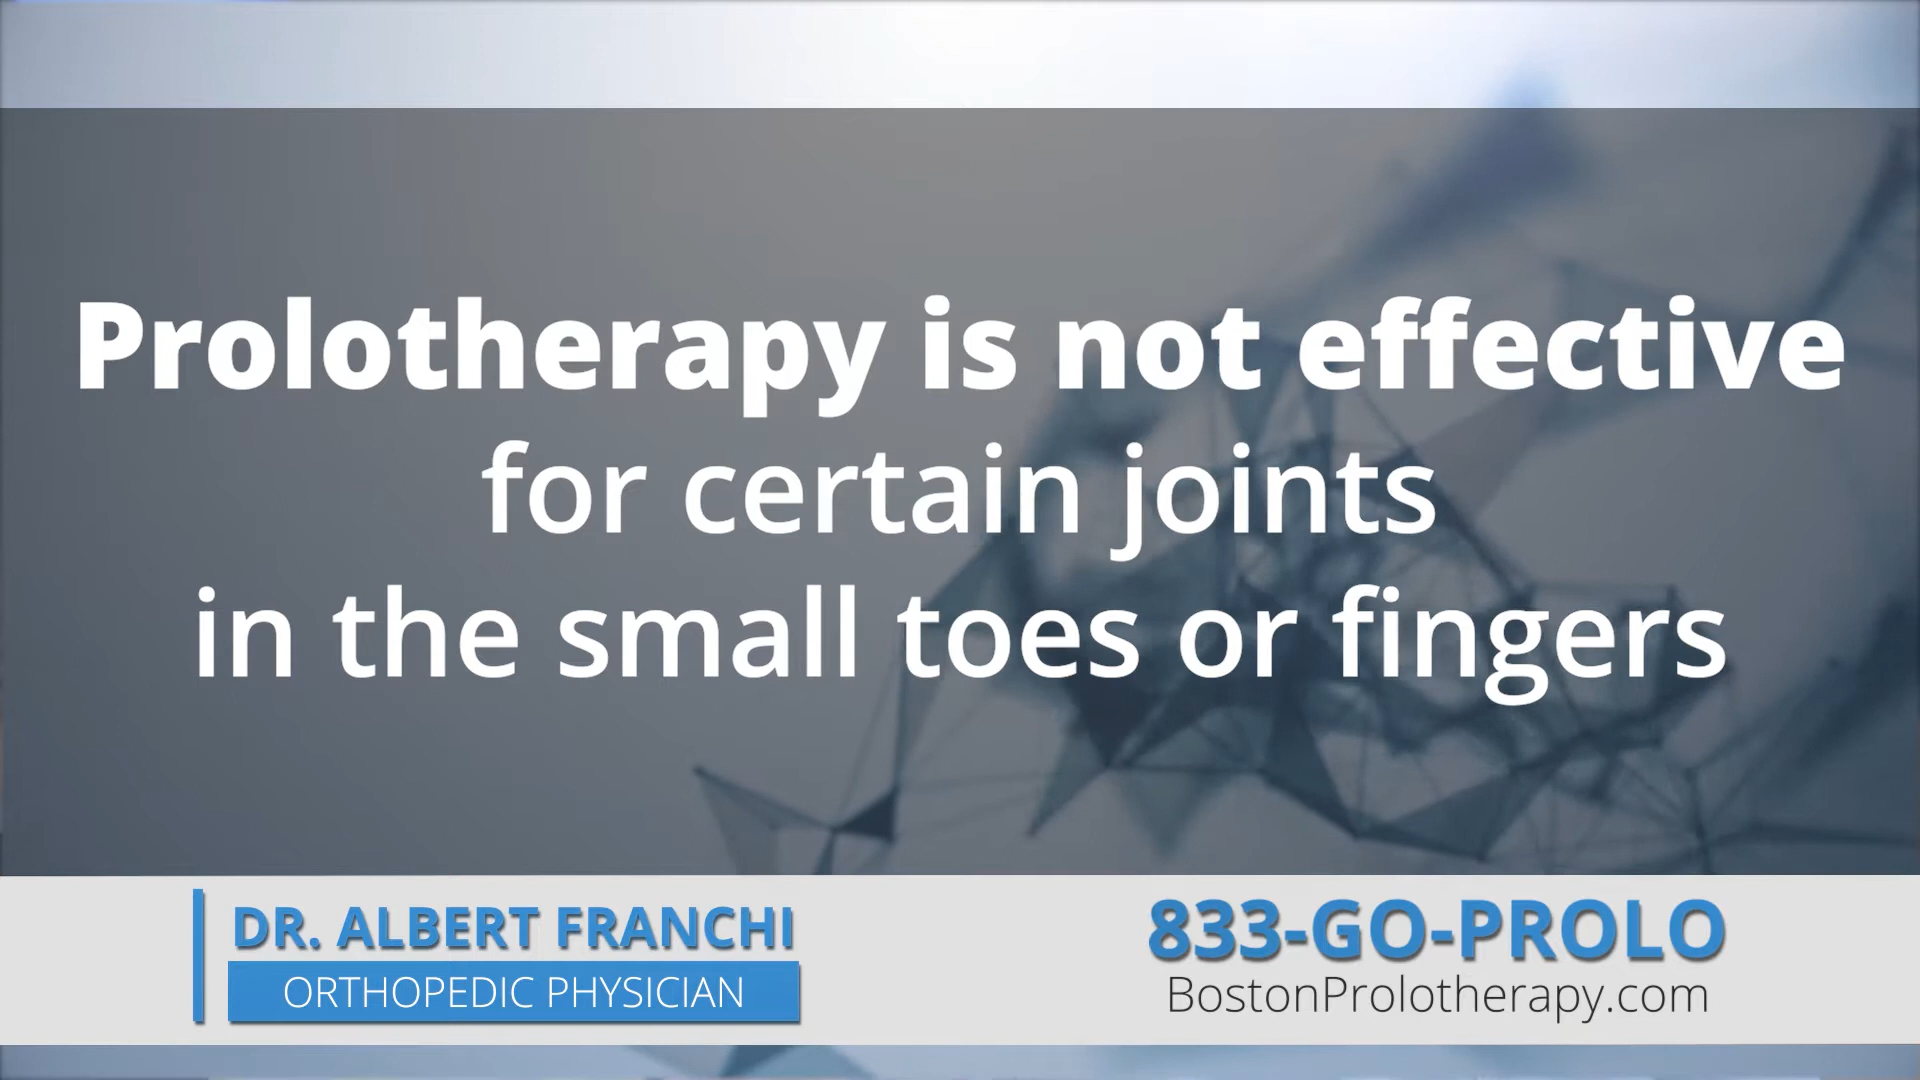 Prolotherapy is not effective
for certain joints
in the small toes or fingers
DR. ALBERT FRANCHI
ORTHOPEDIC PHYSICIAN
833-GO-PROLO
BostonProlotherapy.com